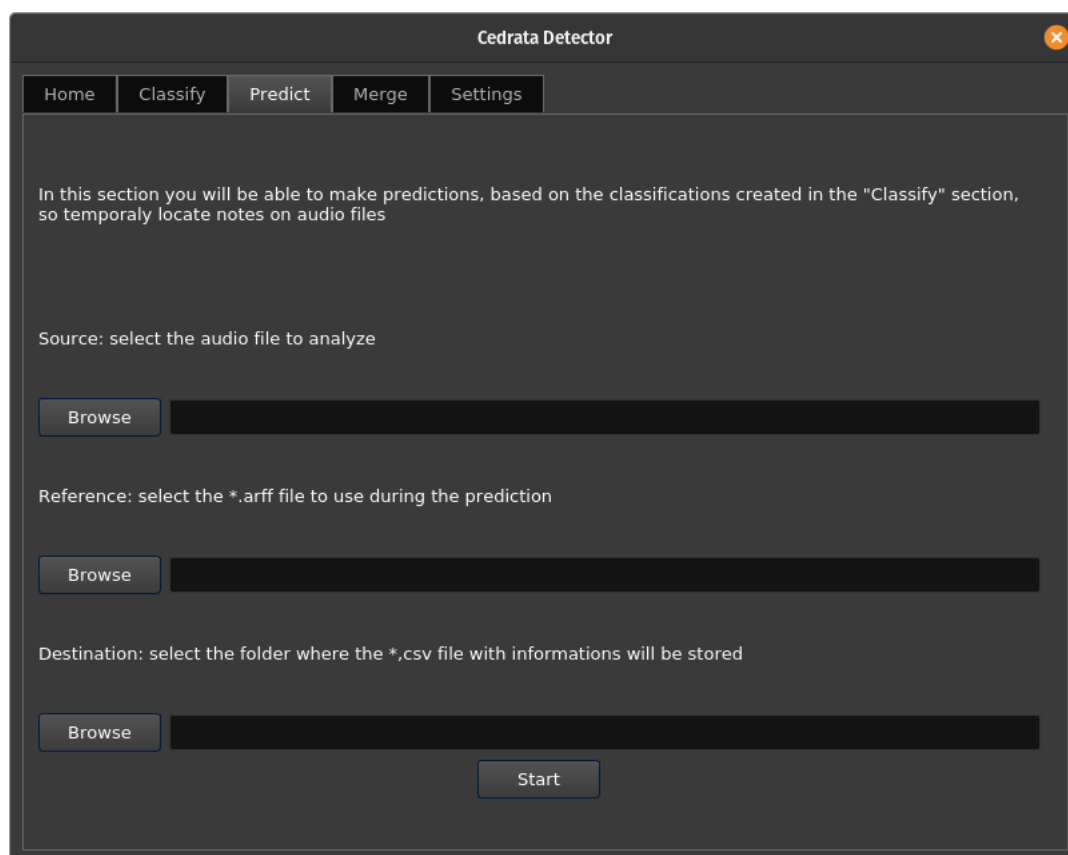 Cedrata Detector
Home
Classify
Predict
Merge
Settings
In this section you will be able to make predictions, based on the classifications created in the "Classify" section,
so temporaly locate notes on audio files
Source: select the audio file to analyze
Browse
Reference: select the *.arff file to use during the prediction
Browse
Destination: select the folder where the *,csv file with informations will be stored
Browse
Start